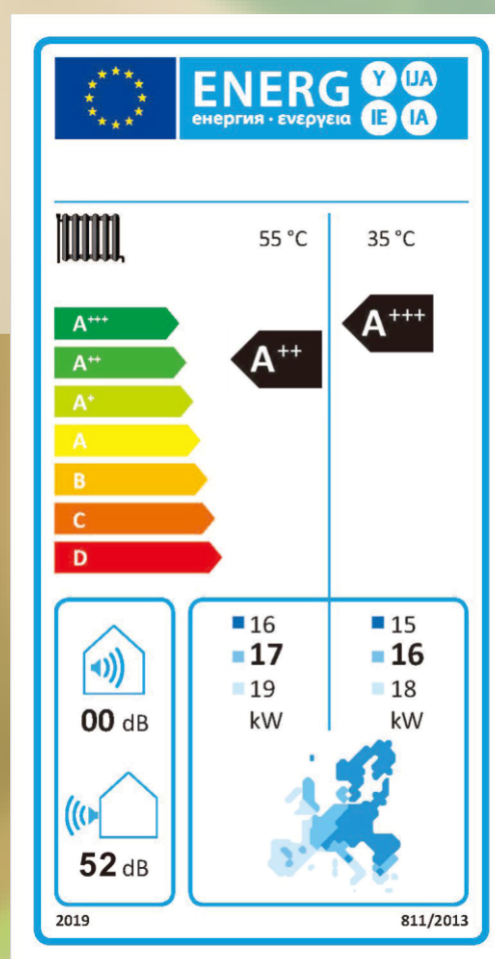 ENERG Y IJA
енергия · ενεργεια IE IA
55 °C 35 °C
A+++
A+++
A++
A++
A+
A
B
C
D
16 15
17 16
19 18
kW kW
00 dB
52 dB
2019 811/2013